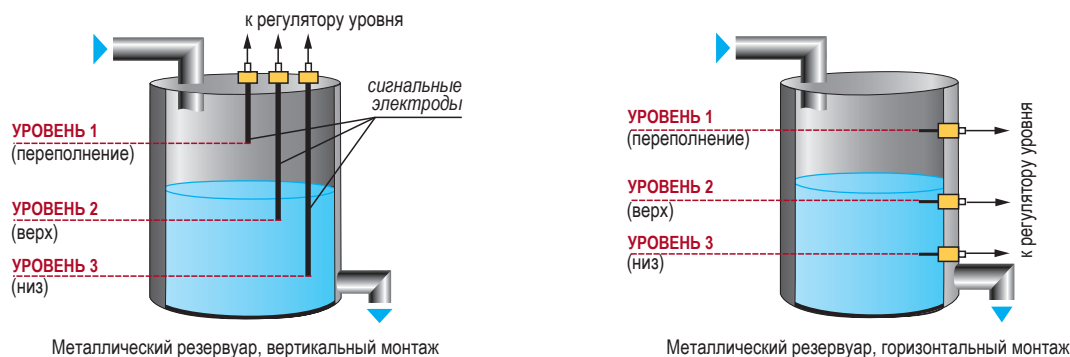 к регулятору уровня
сигнальные
электроды
УРОВЕНЬ 1
(переполнение)
УРОВЕНЬ 2
(верх)
УРОВЕНЬ 3
(низ)
Металлический резервуар, вертикальный монтаж
УРОВЕНЬ 1
(переполнение)
УРОВЕНЬ 2
(верх)
УРОВЕНЬ 3
(низ)
к регулятору уровня
Металлический резервуар, горизонтальный монтаж